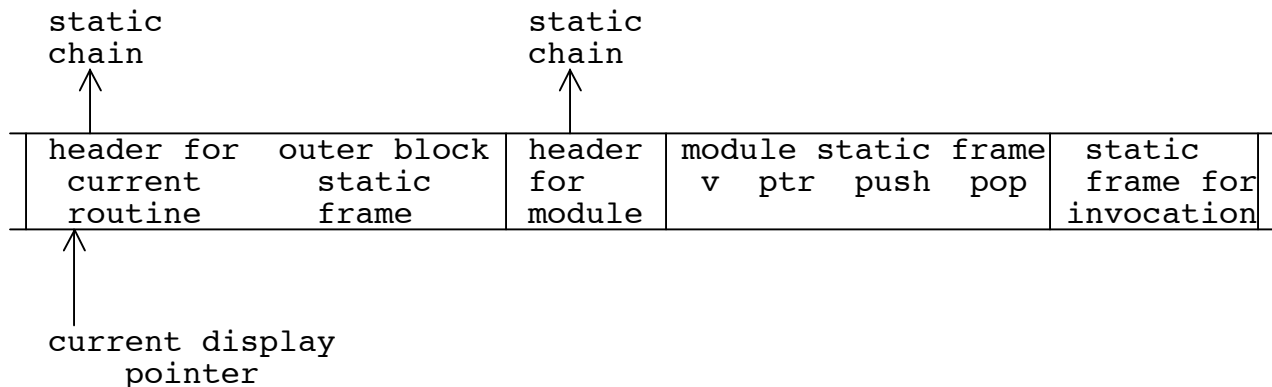 static static
chain chain
header for outer block header module static frame static
current static for v ptr push pop frame for
routine frame module invocation
current display
pointer